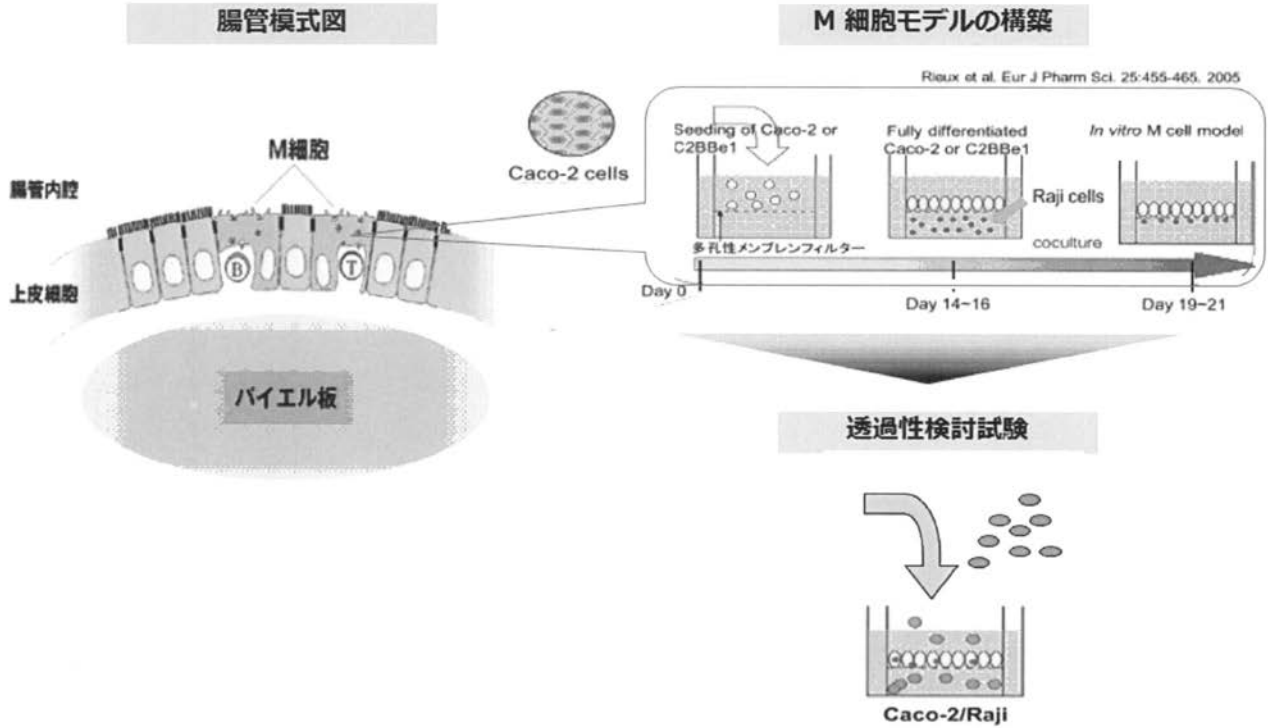 腸管模式図
M細胞
腸管内腔
上皮細胞
B
T
パイエル板
Caco-2 cells
M 細胞モデルの構築
Rieux et al. Eur J Pharm Sci. 25:455-465. 2005
Seeding of Caco-2 or
C2BBe1
Fully differentiated
Caco-2 or C2BBe1
In vitro M cell model
Raji cells
多孔性メンブレンフィルター
coculture
Day 0
Day 14~16
Day 19~21
透過性検討試験
Caco-2/Raji